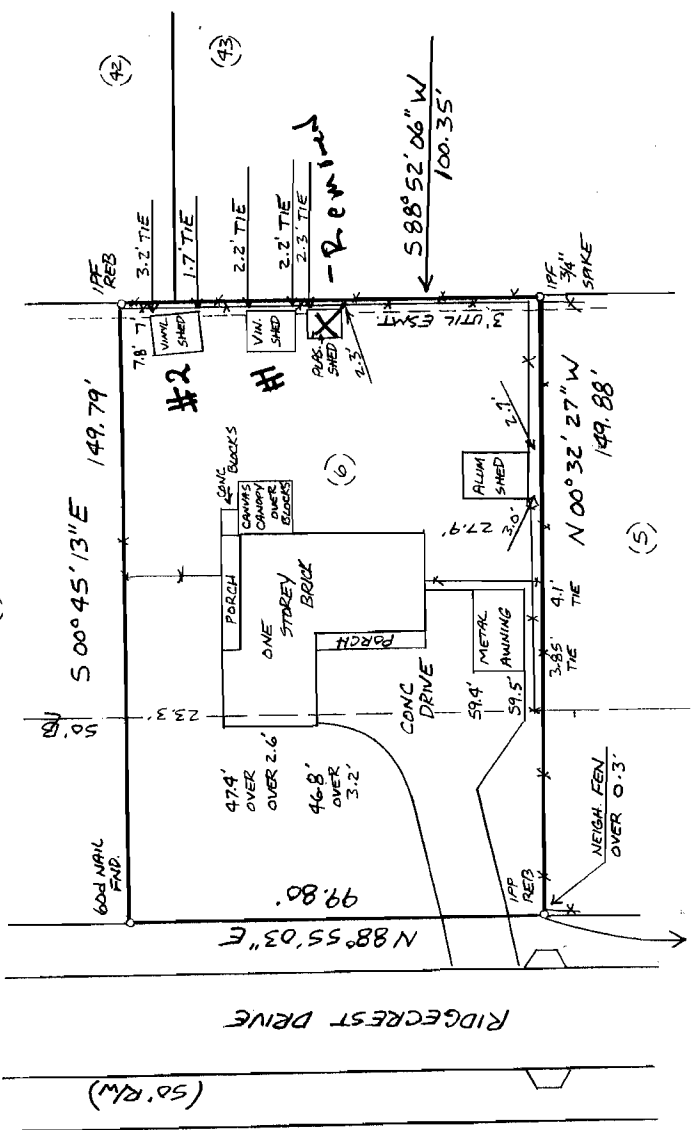 (42)
(43)
IPF
REB
3.2' TIE
1.7' TIE
2.2' TIE
2.2' TIE
2.3' TIE
S 88° 52' 06" W
100.35'
IPF
3/4"
SPIKE
7.8'
7'
VINYL
SHED
#2
VIN.
SHED
#1
PLAS.
SHED
2.3'
3' UTIL ESMT.
S 00° 45' 13" E 149.79'
CONC
BLOCKS
CANVAS
CANOPY
OVER
BLOCKS
(6)
ALUM
SHED
2.7'
3.0'
27.9'
N 00° 32' 27" W
149.88'
(5)
PORCH
ONE
STOREY
BRICK
PORCH
METAL
AWNING
4.1'
TIE
3.85'
TIE
50' B
23.3'
CONC
DRIVE
59.4'
59.5'
47.4'
OVER
OVER 2.6'
46.8'
OVER
3.2'
60d NAIL
FND.
99.80'
N 88° 55' 03" E
IPF
REB
NEIGH. FEN
OVER 0.3'
RIDGECREST DRIVE
(50' R/W)